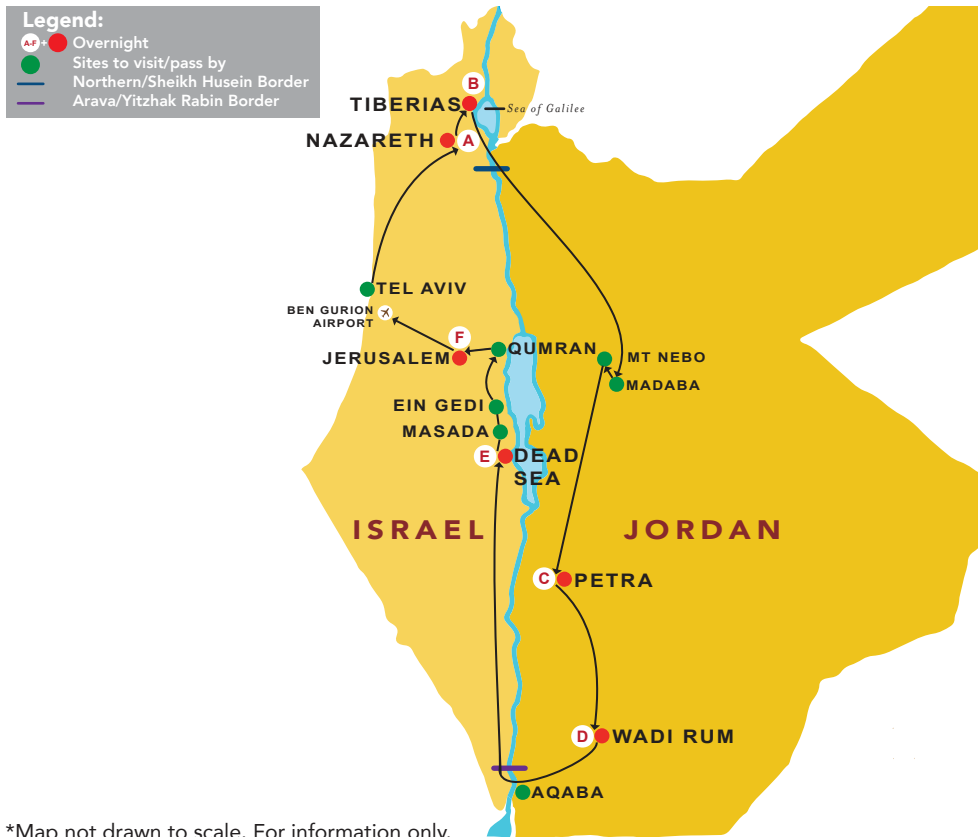 Legend:
A-F + Overnight
Sites to visit/pass by
Northern/Sheikh Husein Border
Arava/Yitzhak Rabin Border
B
TIBERIAS
Sea of Galilee
NAZARETH
A
TEL AVIV
BEN GURION
AIRPORT
F
JERUSALEM
QUMRAN
MT NEBO
MADABA
EIN GEDI
MASADA
E
DEAD
SEA
ISRAEL
JORDAN
C
PETRA
D
WADI RUM
AQABA
*Map not drawn to scale. For information only.